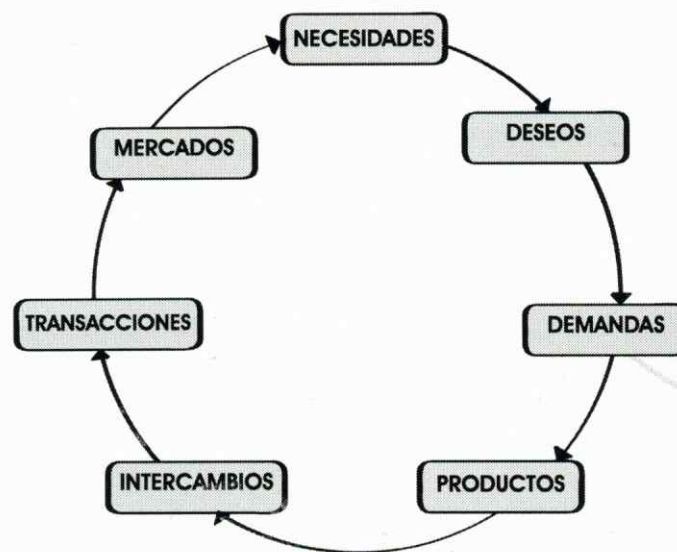 NECESIDADES
DESEOS
DEMANDAS
PRODUCTOS
INTERCAMBIOS
TRANSACCIONES
MERCADOS